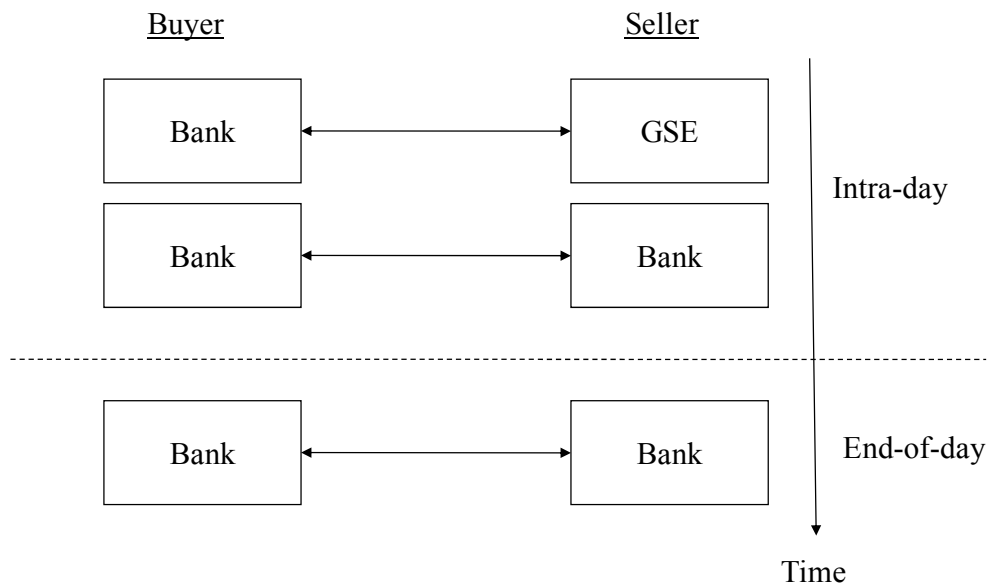 Buyer
Seller
Bank
GSE
Intra-day
Bank
Bank
Bank
Bank
End-of-day
Time